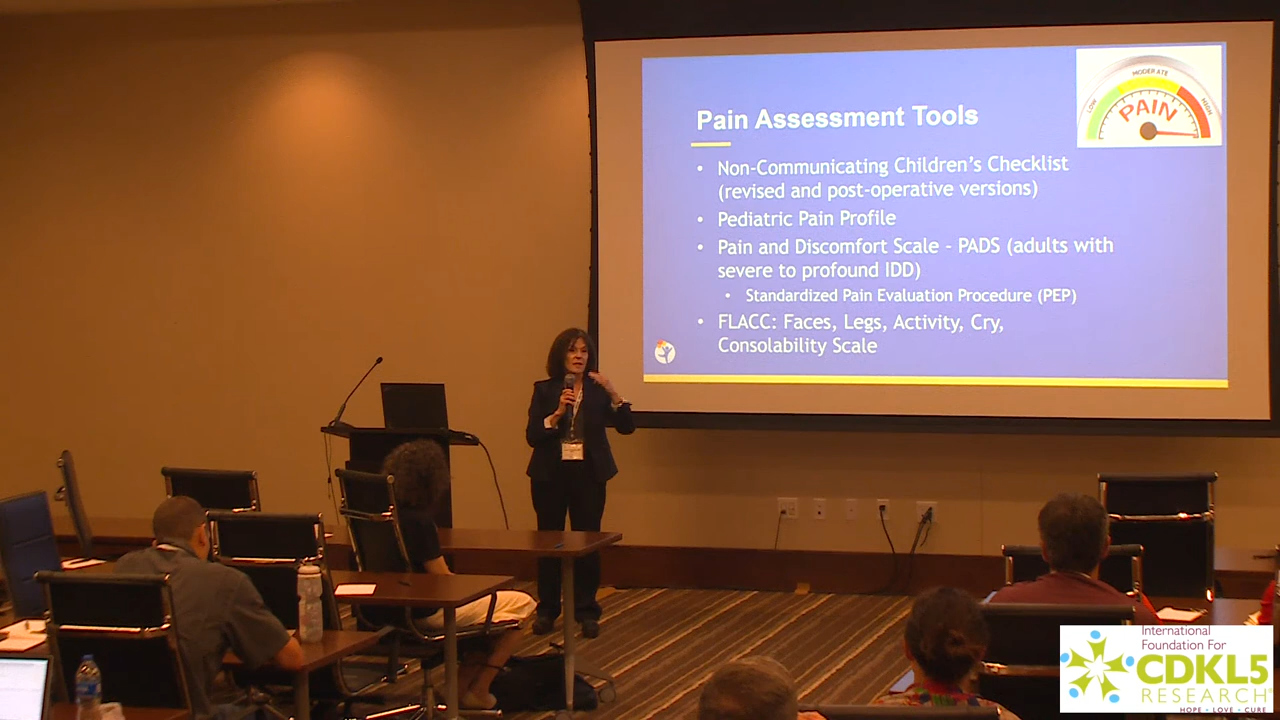 LOW
MODERATE
HIGH
PAIN
Pain Assessment Tools
• Non-Communicating Children's Checklist
(revised and post-operative versions)
• Pediatric Pain Profile
• Pain and Discomfort Scale - PADS (adults with
severe to profound IDD)
• Standardized Pain Evaluation Procedure (PEP)
• FLACC: Faces, Legs, Activity, Cry,
Consolability Scale
International
Foundation For
CDKL5
RESEARCH®
HOPE • LOVE • CURE